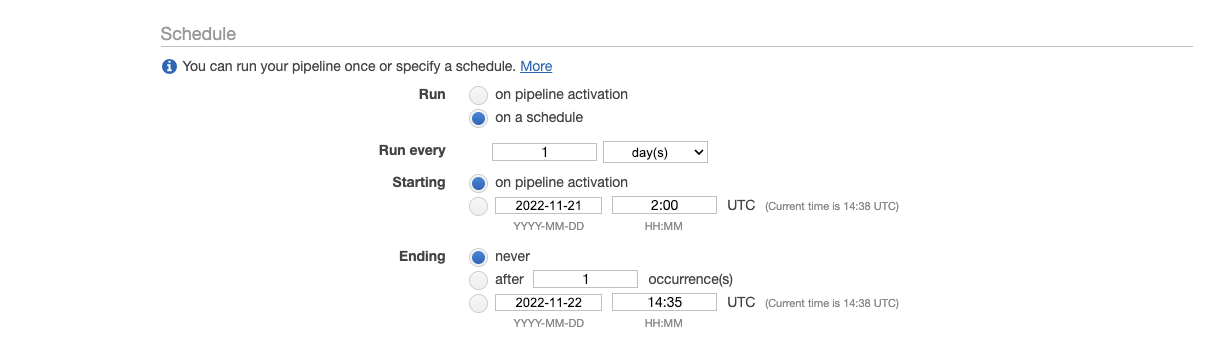 Schedule
You can run your pipeline once or specify a schedule. More
Run on pipeline activation
on a schedule
Run every 1 day(s)
Starting on pipeline activation
2022-11-21 2:00 UTC (Current time is 14:38 UTC)
YYYY-MM-DD HH:MM
Ending never
after 1 occurrence(s)
2022-11-22 14:35 UTC (Current time is 14:38 UTC)
YYYY-MM-DD HH:MM